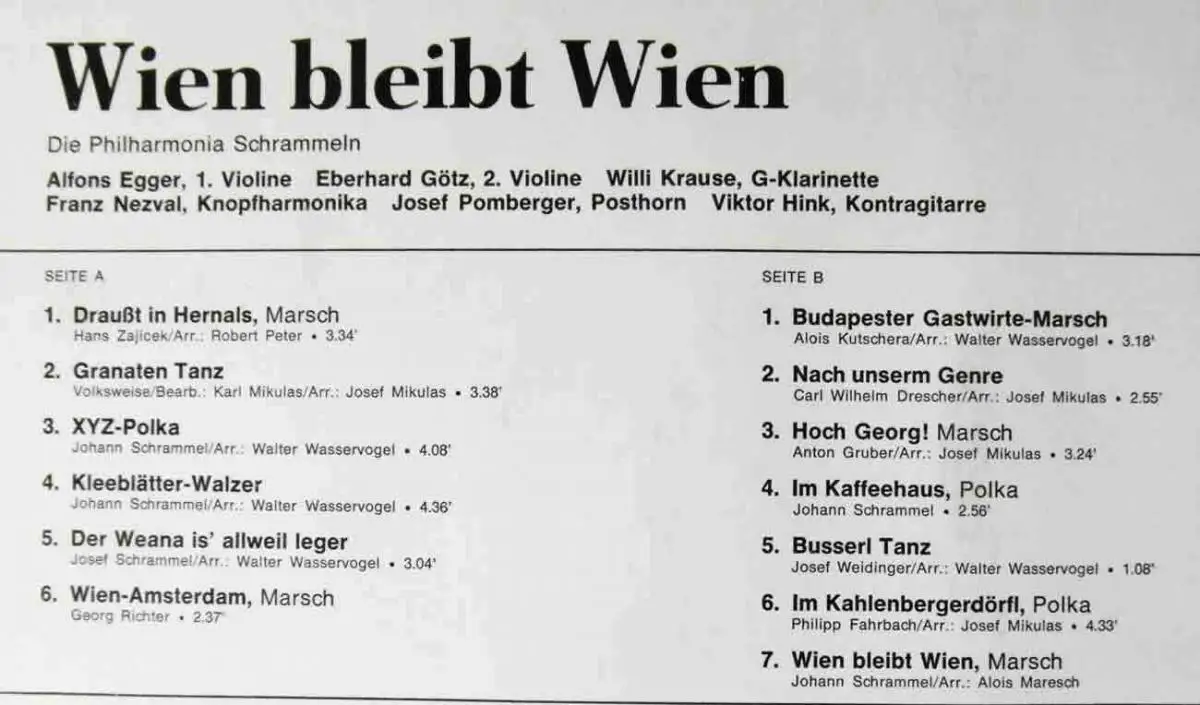 Wien bleibt Wien
Die Philharmonia Schrammeln
Alfons Egger, 1. Violine Eberhard Götz, 2. Violine Willi Krause, G-Klarinette
Franz Nezval, Knopfharmonika Josef Pomberger, Posthorn Viktor Hink, Kontragitarre
SEITE A
1. Draußt in Hernals, Marsch
Hans Zajicek/Arr.: Robert Peter • 3.34'
2. Granaten Tanz
Volksweise/Bearb.: Karl Mikulas/Arr.: Josef Mikulas • 3.38'
3. XYZ-Polka
Johann Schrammel/Arr.: Walter Wasservogel • 4.08'
4. Kleeblätter-Walzer
Johann Schrammel/Arr.: Walter Wasservogel • 4.36'
5. Der Weana is' allweil leger
Josef Schrammel/Arr.: Walter Wasservogel • 3.04'
6. Wien-Amsterdam, Marsch
Georg Richter • 2.37'
SEITE B
1. Budapester Gastwirte-Marsch
Alois Kutschera/Arr.: Walter Wasservogel • 3.18'
2. Nach unserm Genre
Carl Wilhelm Drescher/Arr.: Josef Mikulas • 2.55'
3. Hoch Georg! Marsch
Anton Gruber/Arr.: Josef Mikulas • 3.24'
4. Im Kaffeehaus, Polka
Johann Schrammel • 2.56'
5. Busserl Tanz
Josef Weidinger/Arr.: Walter Wasservogel • 1.08'
6. Im Kahlenbergerdörfl, Polka
Philipp Fahrbach/Arr.: Josef Mikulas • 4.33'
7. Wien bleibt Wien, Marsch
Johann Schrammel/Arr.: Alois Maresch